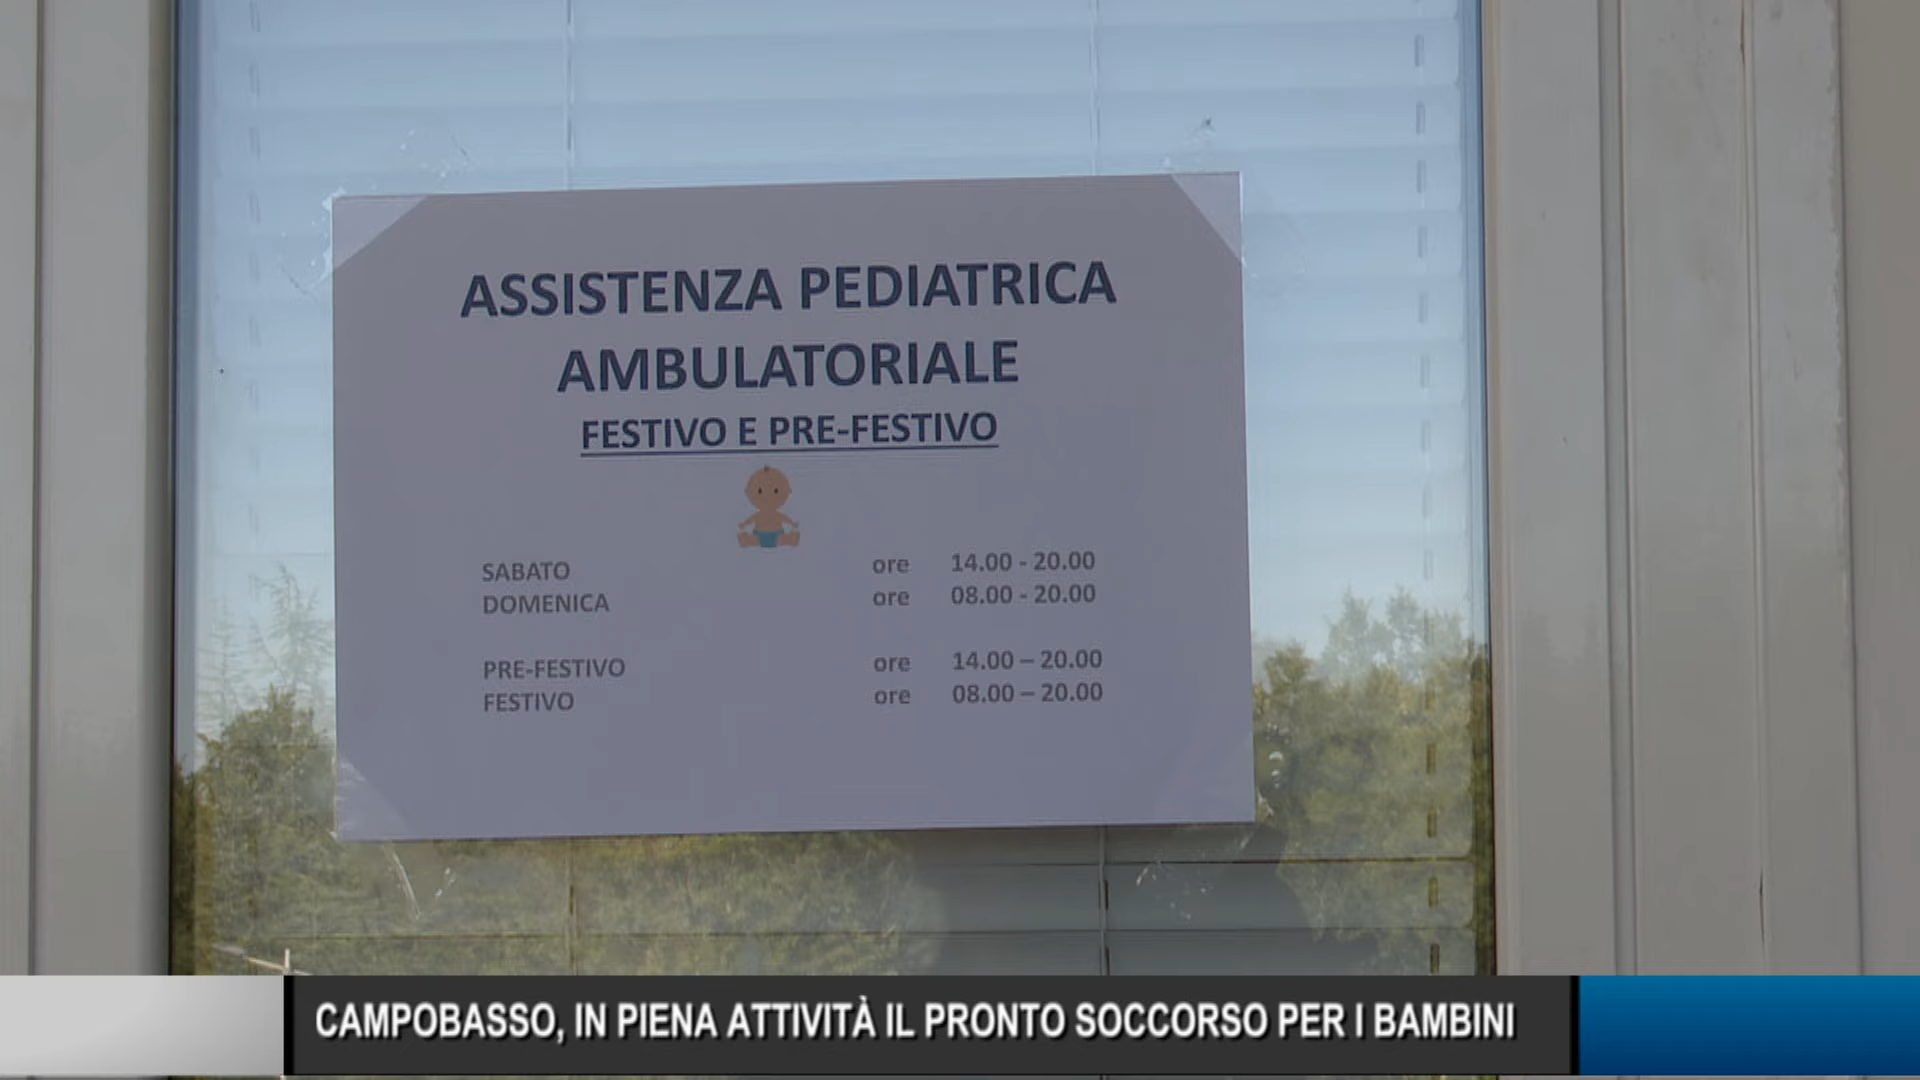 ASSISTENZA PEDIATRICA
AMBULATORIALE
FESTIVO E PRE-FESTIVO
SABATO ore 14.00 - 20.00
DOMENICA ore 08.00 - 20.00
PRE-FESTIVO ore 14.00 – 20.00
FESTIVO ore 08.00 – 20.00
CAMPOBASSO, IN PIENA ATTIVITÀ IL PRONTO SOCCORSO PER I BAMBINI